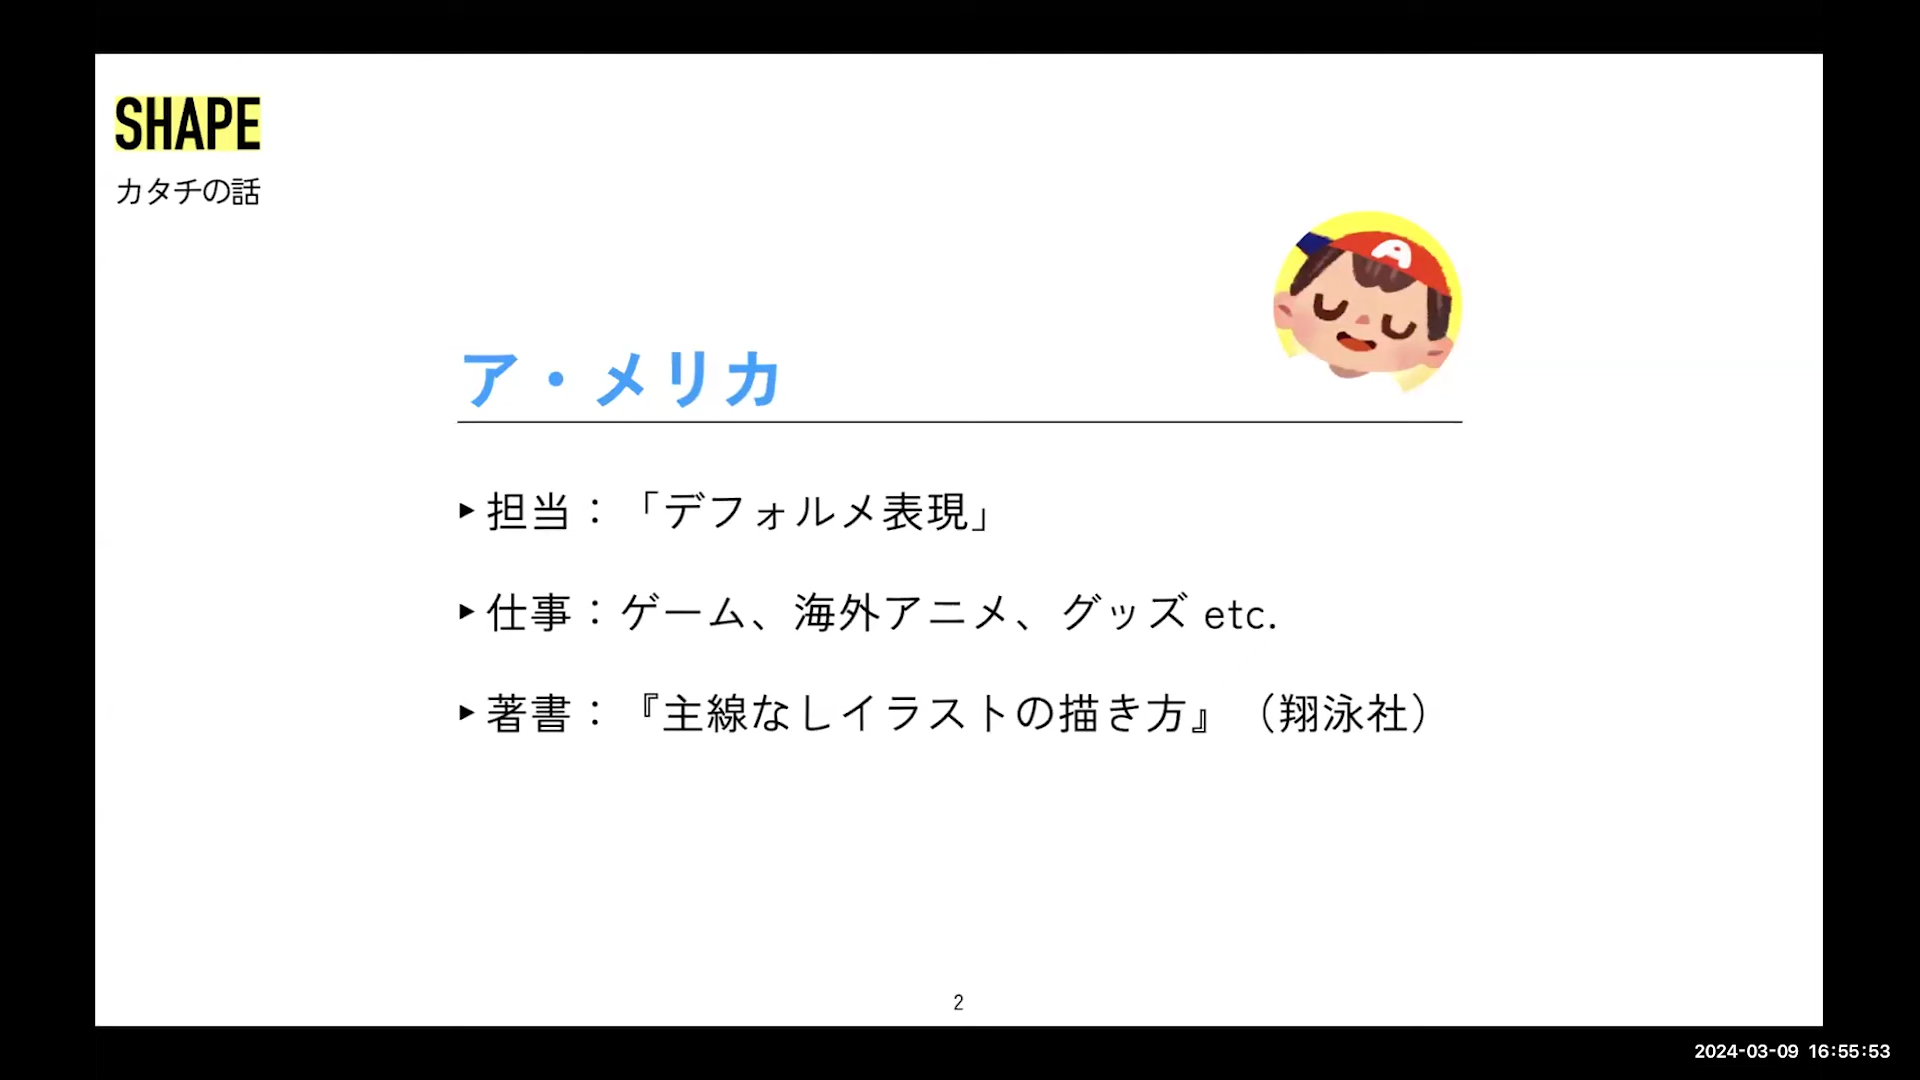 SHAPE
カタチの話
A
ア・メリカ
▸担当：「デフォルメ表現」
▸仕事：ゲーム、海外アニメ、グッズ etc.
▸著書：『主線なしイラストの描き方』（翔泳社）
2
2024-03-09 16:55:53